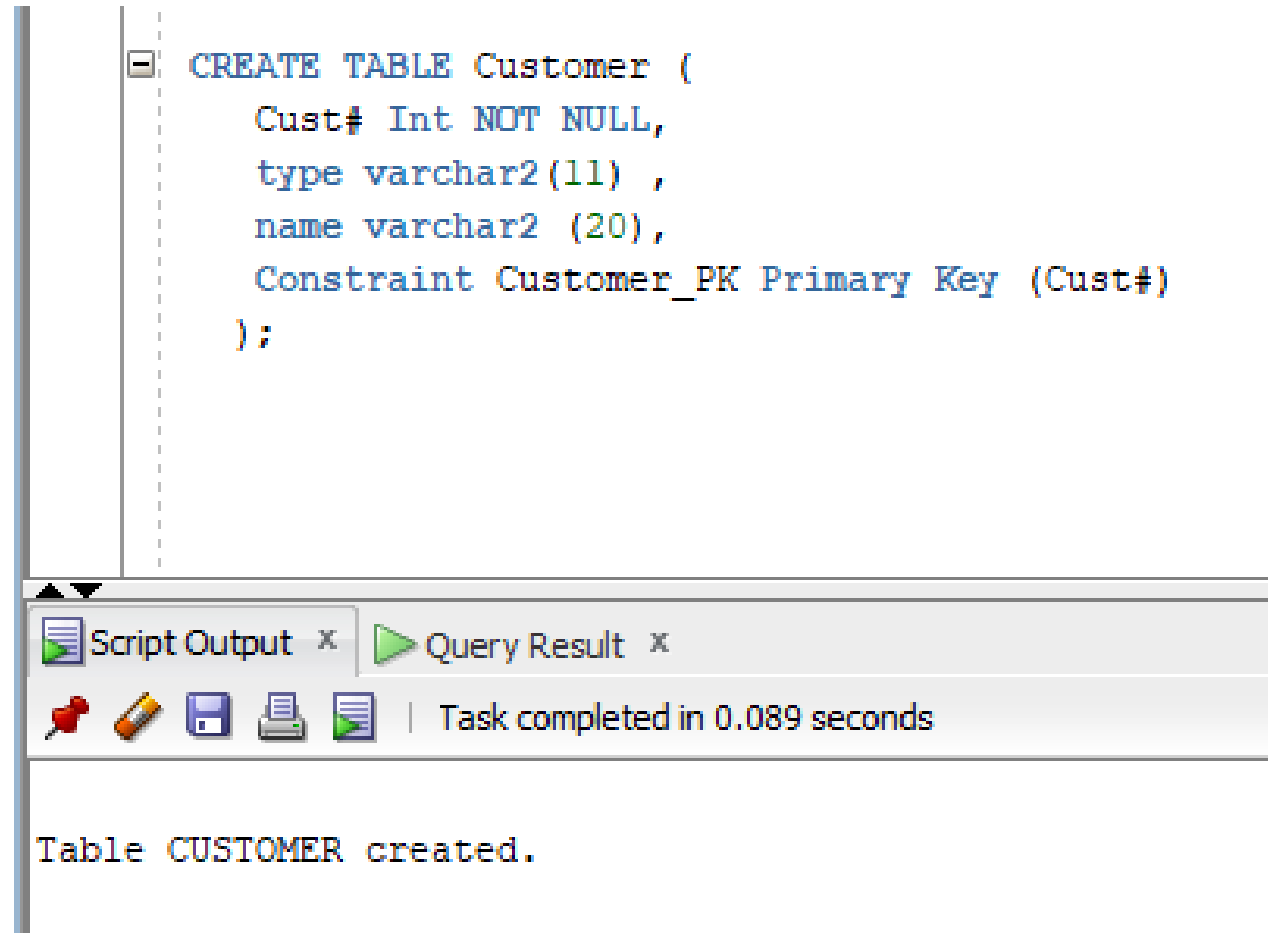 CREATE TABLE Customer (
Cust# Int NOT NULL,
type varchar2(11) ,
name varchar2 (20),
Constraint Customer_PK Primary Key (Cust#)
);
Script Output x Query Result x
Task completed in 0.089 seconds
Table CUSTOMER created.